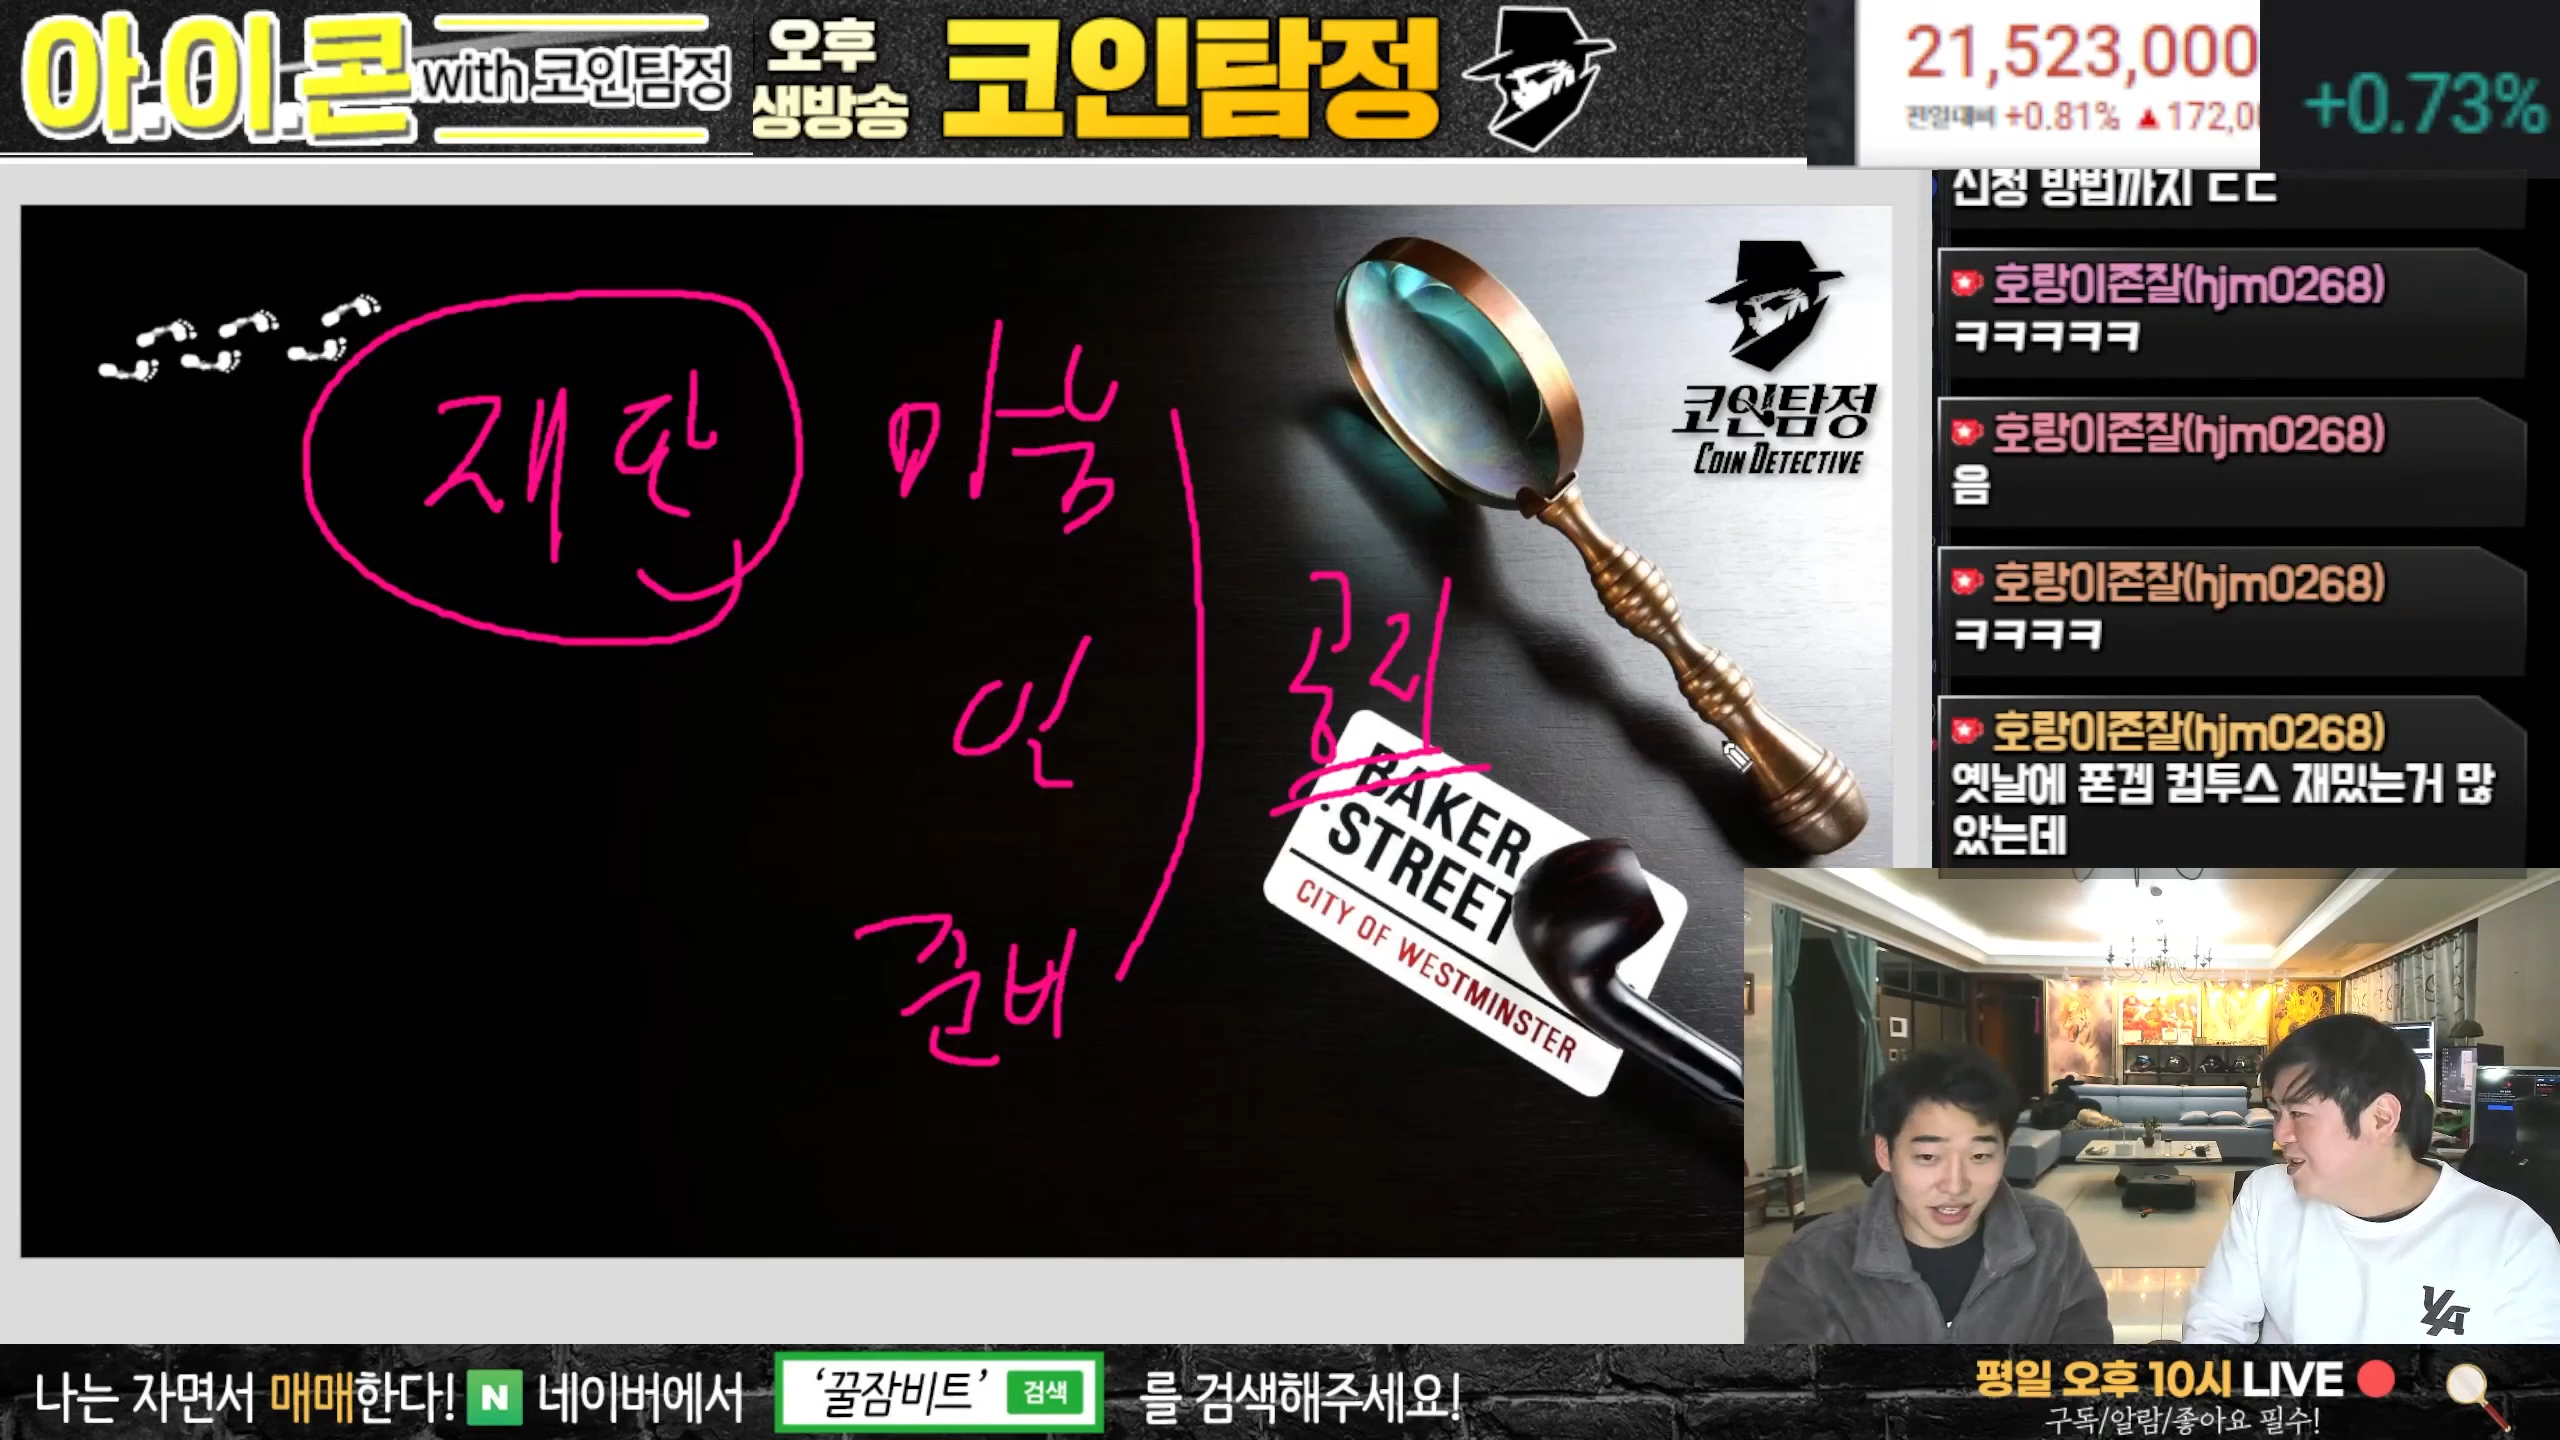 아이콘 with 코인탐정
오후
생방송
코인탐정
21,523,000
전일대비 +0.81% ▲172,0
+0.73%
신청 방법까지 ㄷㄷ
호랑이존잘(hjm0268)
ㅋㅋㅋㅋㅋ
호랑이존잘(hjm0268)
음
호랑이존잘(hjm0268)
ㅋㅋㅋㅋ
호랑이존잘(hjm0268)
옛날에 폰겜 컴투스 재밌는거 많
았는데
재판
마음
인
준비
공지
코인탐정
COIN DETECTIVE
BAKER
STREET
CITY OF WESTMINSTER
나는 자면서 매매한다! N 네이버에서 '꿀잠비트' 검색 를 검색해주세요!
평일 오후 10시 LIVE
구독/알람/좋아요 필수!